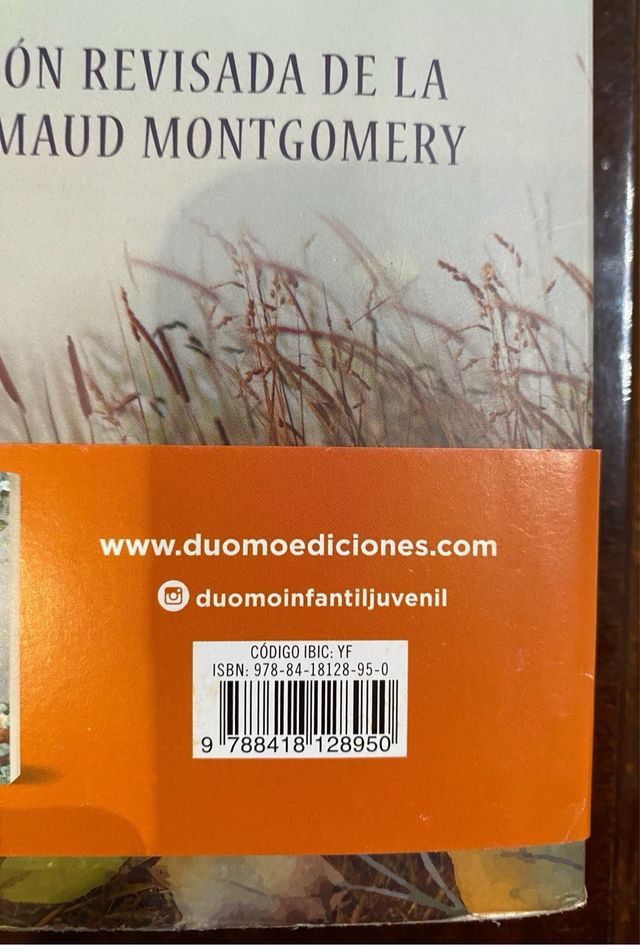 ÓN REVISADA DE LA
MAUD MONTGOMERY
www.duomoediciones.com
duomoinfantiljuvenil
CÓDIGO IBIC: YF
ISBN: 978-84-18128-95-0
9 788418 128950